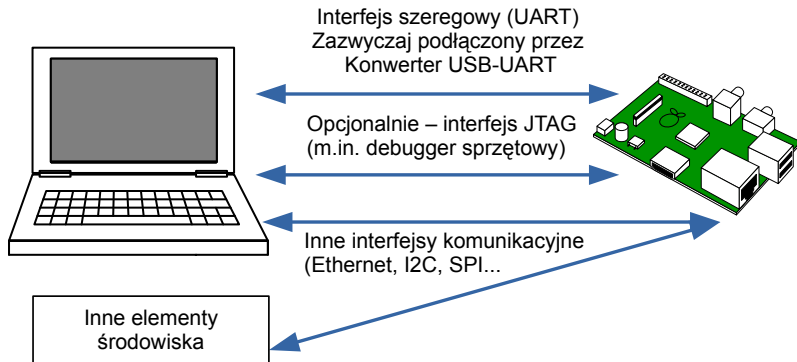 Interfejs szeregowy (UART)
Zazwyczaj podłączony przez
Konwerter USB-UART
Opcjonalnie – interfejs JTAG
(m.in. debugger sprzętowy)
Inne interfejsy komunikacyjne
(Ethernet, I2C, SPI...
Inne elementy
środowiska